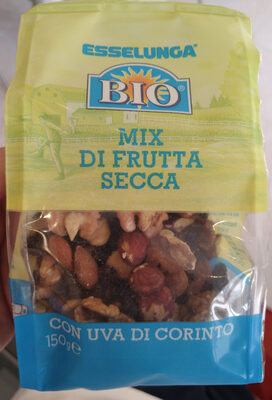 ESSELUNGA®
BIO®
MIX
DI FRUTTA
SECCA
CON UVA DI CORINTO
150g e